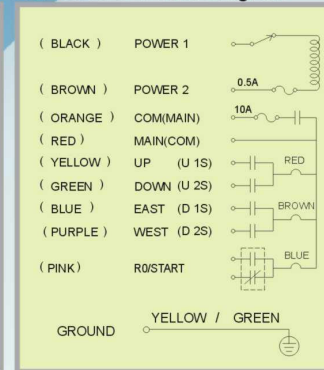 ( BLACK ) POWER 1
( BROWN ) POWER 2 0.5A
( ORANGE ) COM(MAIN) 10A
( RED ) MAIN(COM)
( YELLOW ) UP (U 1S) RED
( GREEN ) DOWN (U 2S)
( BLUE ) EAST (D 1S) BROWN
( PURPLE ) WEST (D 2S)
( PINK ) R0/START BLUE
GROUND YELLOW / GREEN